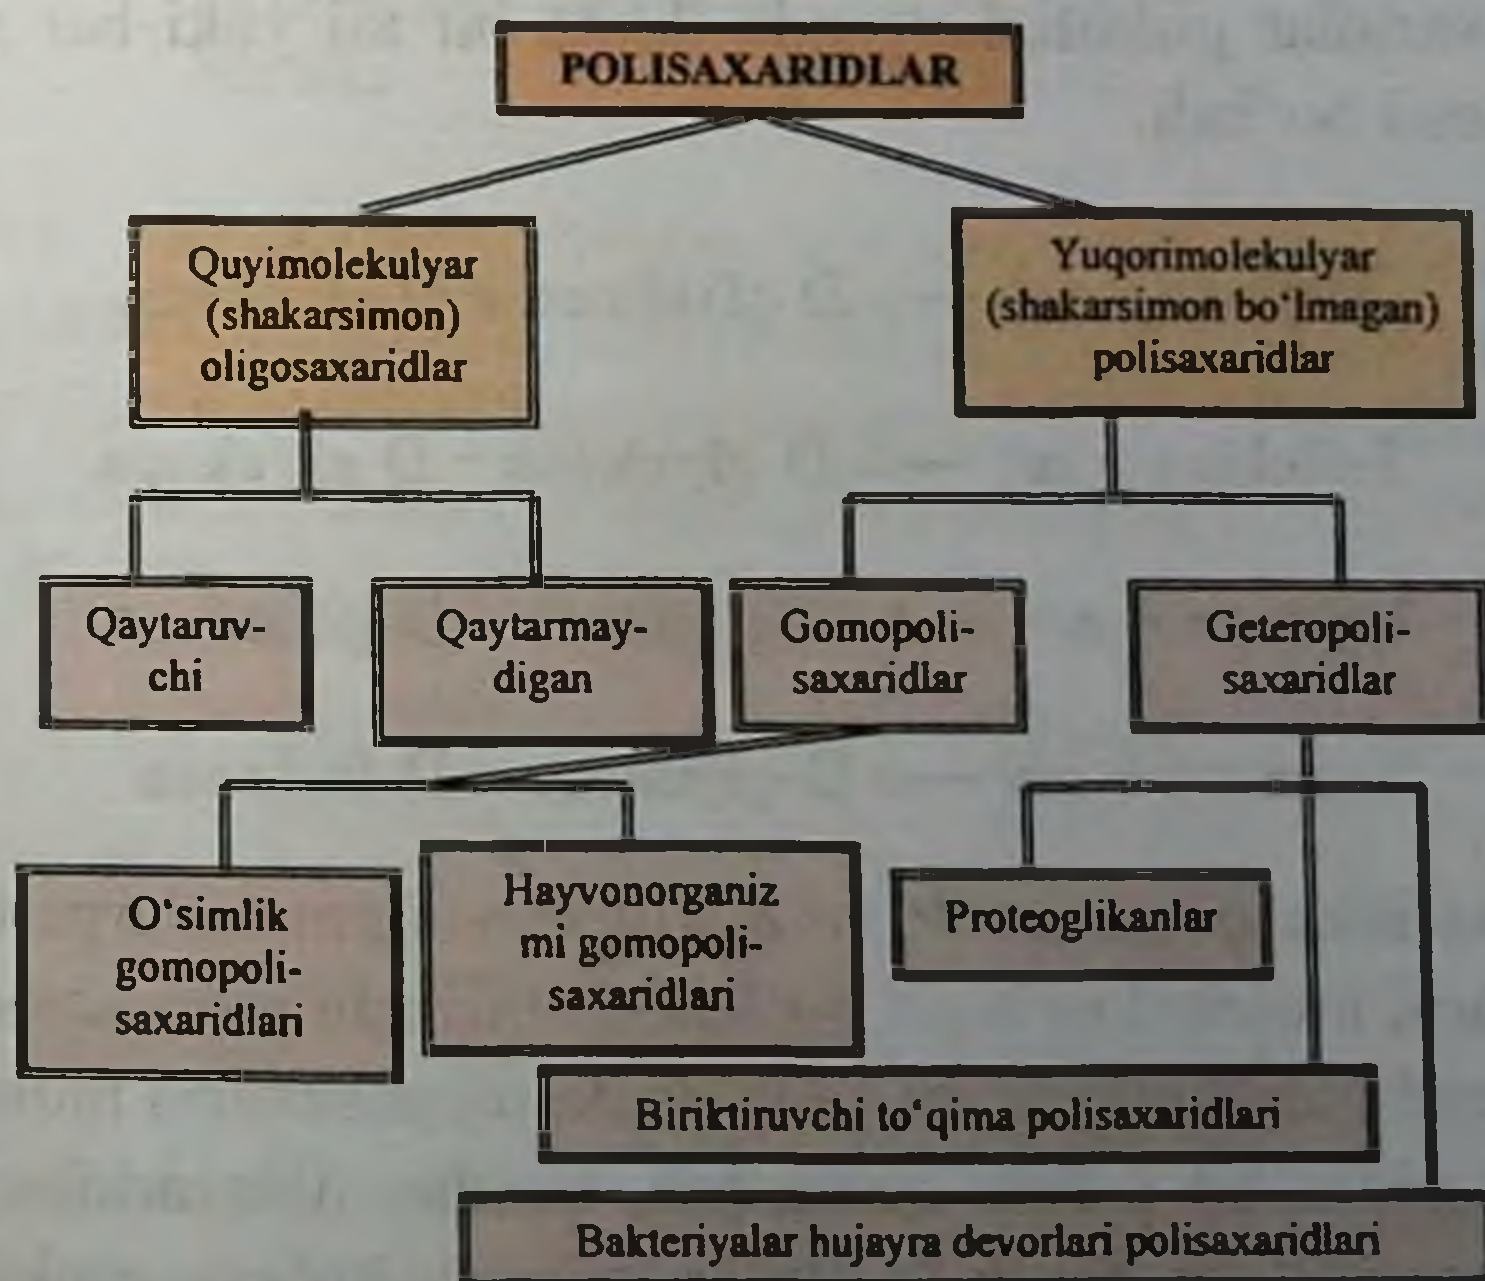 POLISAXARIDLAR
Quyimolekulyar
(shakarsimon)
oligosaxaridlar
Yuqorimolekulyar
(shakarsimon bo‘lmagan)
polisaxaridlar
Qaytaruv-
chi
Qaytarmay-
digan
Gomopoli-
saxaridlar
Geteropoli-
saxaridlar
O‘simlik
gomopoli-
saxaridlari
Hayvonorganiz
mi gomopoli-
saxaridlari
Proteoglikanlar
Biriktiruvchi to‘qima polisaxaridlari
Bakteriyalar hujayra devorlari polisaxaridlari